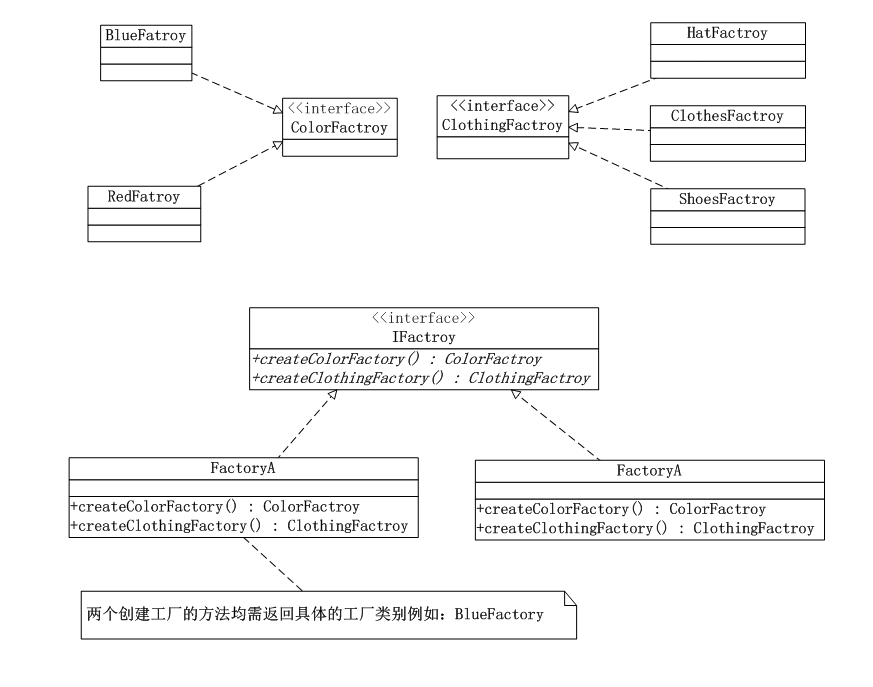 BlueFatroy
HatFactroy
<<interface>>
ColorFactroy
<<interface>>
ClothingFactroy
ClothesFactroy
RedFatroy
ShoesFactroy
<<interface>>
IFactroy
+createColorFactory() : ColorFactroy
+createClothingFactory() : ClothingFactroy
FactoryA
+createColorFactory() : ColorFactroy
+createClothingFactory() : ClothingFactroy
FactoryA
+createColorFactory() : ColorFactroy
+createClothingFactory() : ClothingFactroy
两个创建工厂的方法均需返回具体的工厂类别例如：BlueFactory